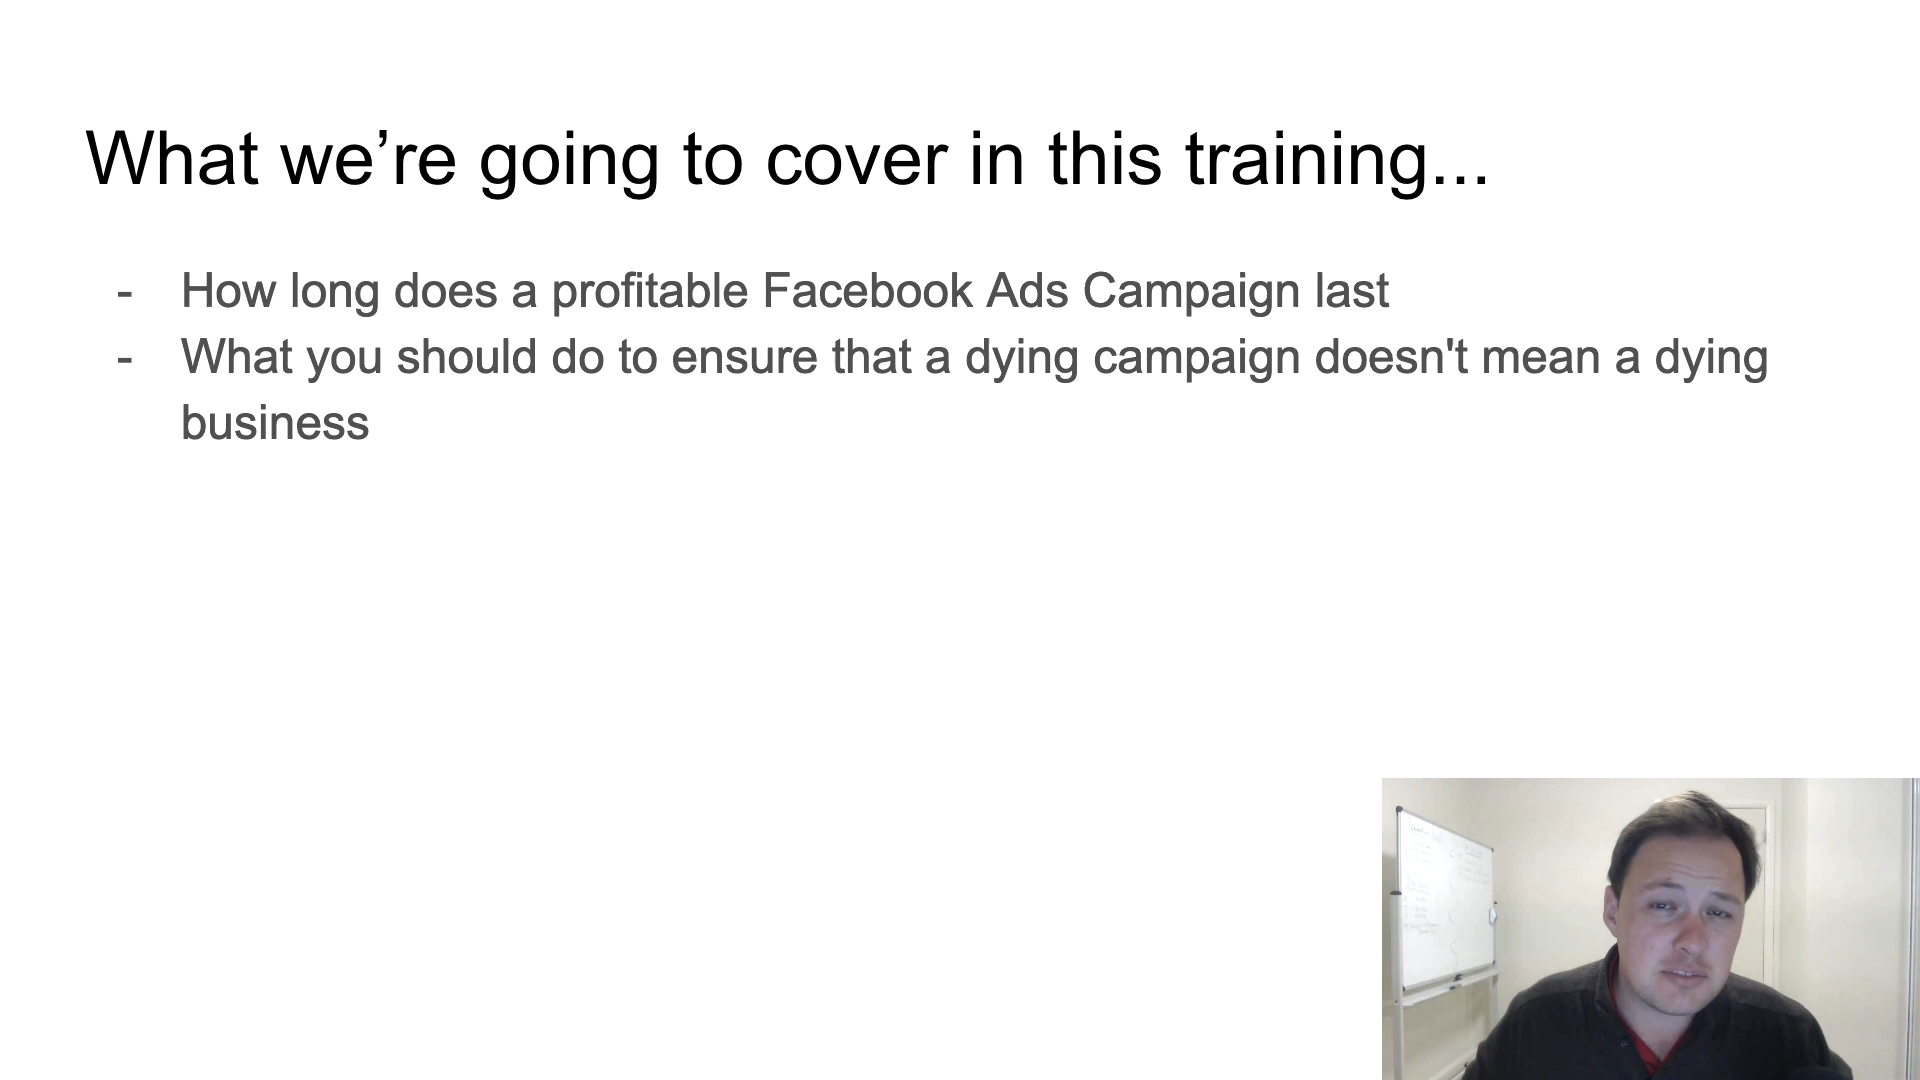 What we’re going to cover in this training...
- How long does a profitable Facebook Ads Campaign last
- What you should do to ensure that a dying campaign doesn't mean a dying
business